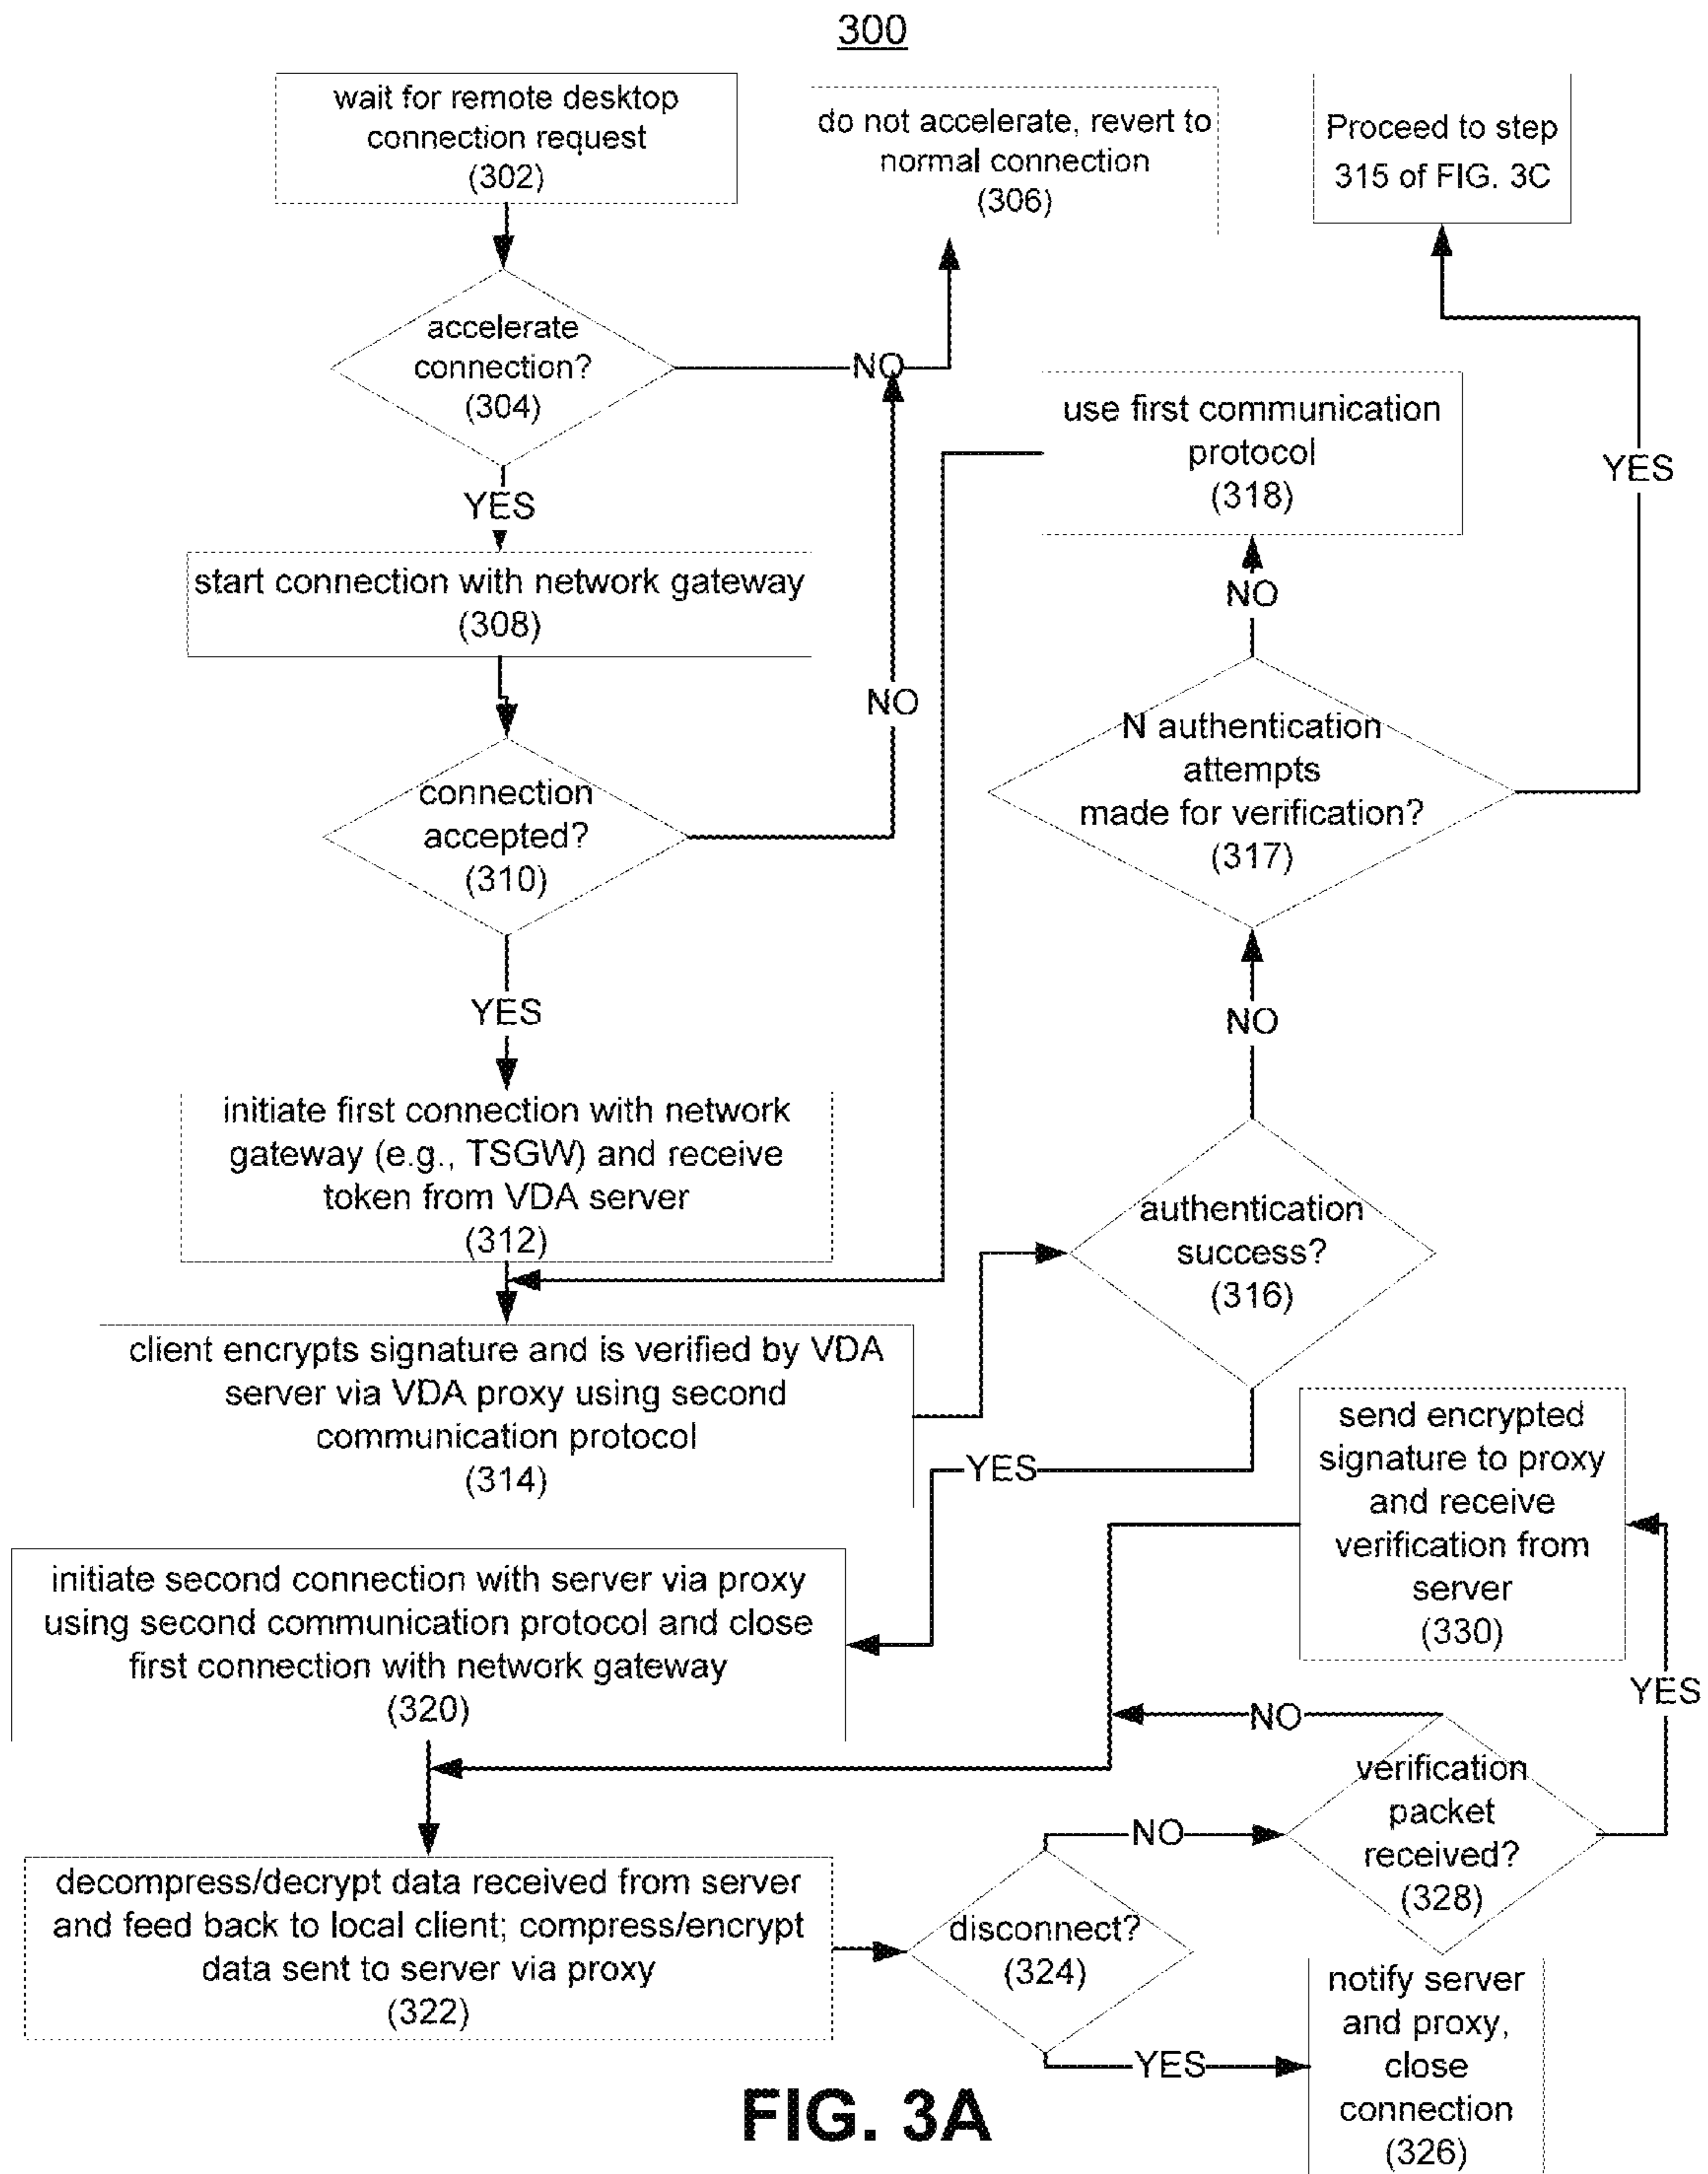 300
wait for remote desktop
connection request
(302)
do not accelerate, revert to
normal connection
(306)
Proceed to step
315 of FIG. 3C
accelerate
connection?
(304)
NO
YES
use first communication
protocol
(318)
YES
start connection with network gateway
(308)
NO
NO
connection
accepted?
(310)
N authentication
attempts
made for verification?
(317)
YES
NO
initiate first connection with network
gateway (e.g., TSGW) and receive
token from VDA server
(312)
authentication
success?
(316)
client encrypts signature and is verified by VDA
server via VDA proxy using second
communication protocol
(314)
YES
send encrypted
signature to proxy
and receive
verification from
server
(330)
initiate second connection with server via proxy
using second communication protocol and close
first connection with network gateway
(320)
YES
NO
verification
packet
received?
(328)
NO
decompress/decrypt data received from server
and feed back to local client; compress/encrypt
data sent to server via proxy
(322)
disconnect?
(324)
YES
notify server
and proxy,
close
connection
(326)
FIG. 3A